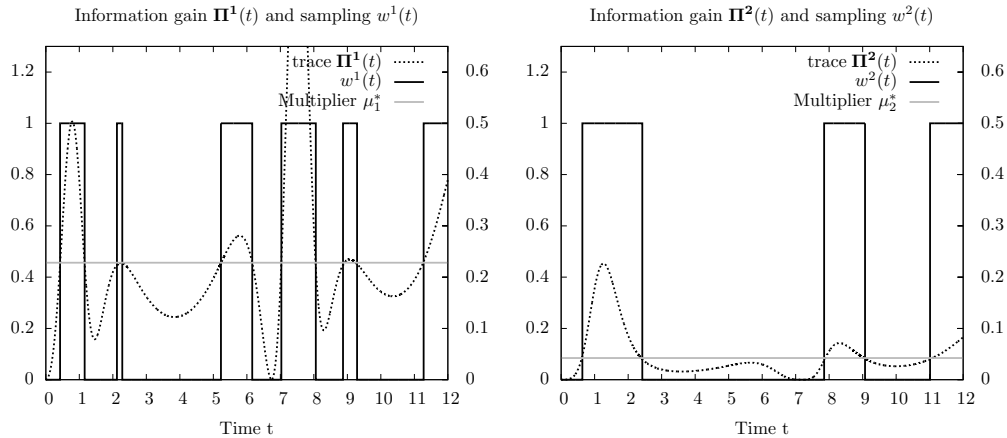 Information gain Π¹(t) and sampling w¹(t)
trace Π¹(t)
w¹(t)
Multiplier μ₁*
1.2
1
0.8
0.6
0.4
0.2
0
0.6
0.5
0.4
0.3
0.2
0.1
0
0 1 2 3 4 5 6 7 8 9 10 11 12
Time t
Information gain Π²(t) and sampling w²(t)
trace Π²(t)
w²(t)
Multiplier μ₂*
1.2
1
0.8
0.6
0.4
0.2
0
0.6
0.5
0.4
0.3
0.2
0.1
0
0 1 2 3 4 5 6 7 8 9 10 11 12
Time t